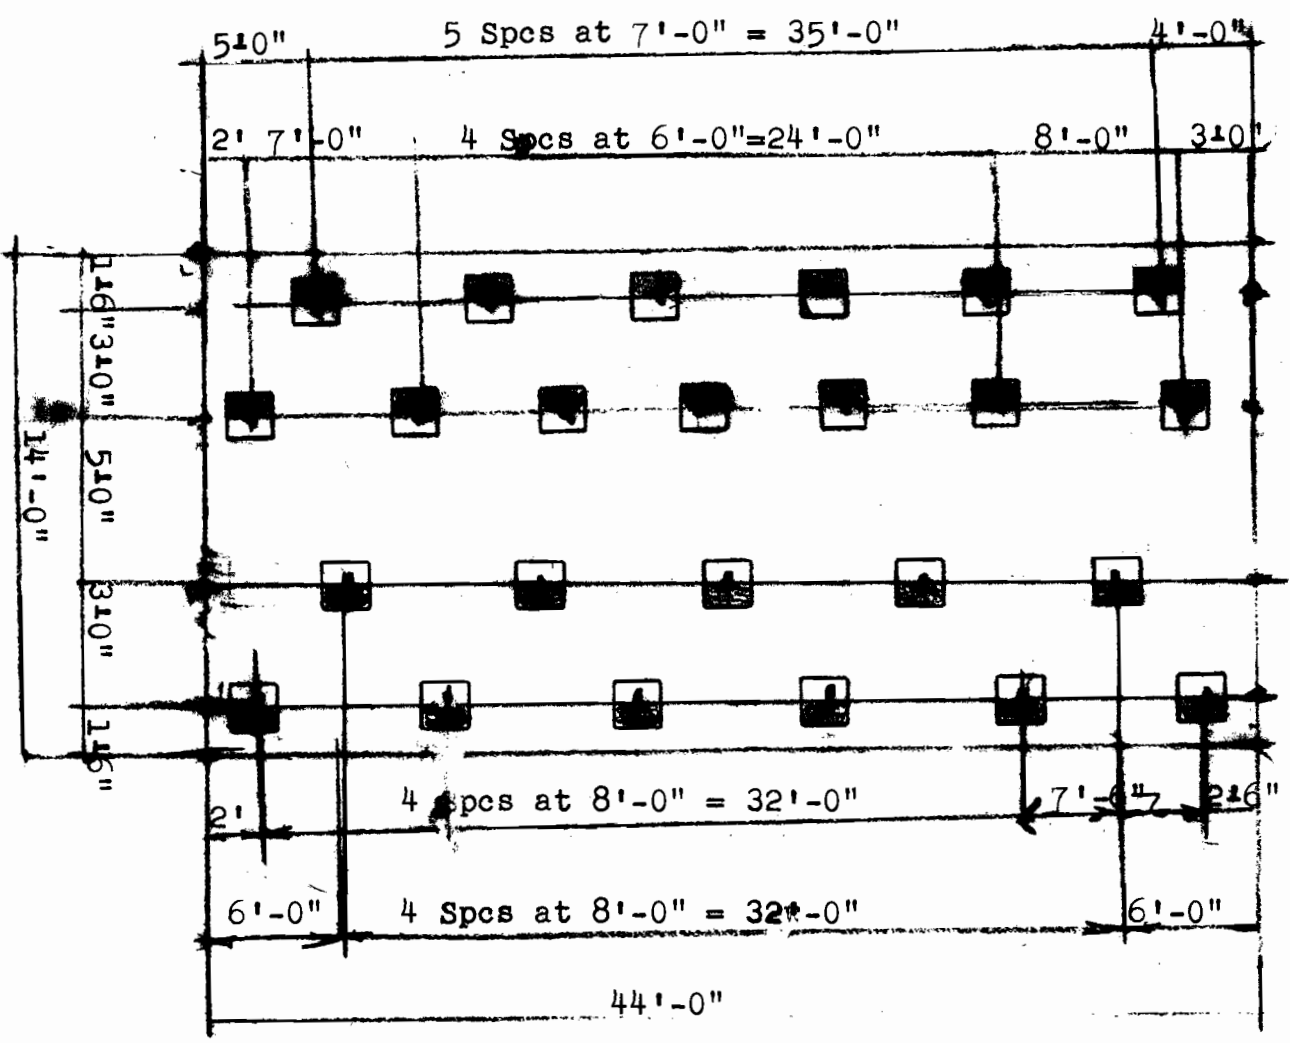 5'-0" 5 Spcs at 7'-0" = 35'-0" 4'-0"
2' 7'-0" 4 Spcs at 6'-0"=24'-0" 8'-0" 3'-0"
1'-6"
3'-0"
14'-0"
5'-0"
3'-0"
1'-6"
2' 4 Spcs at 8'-0" = 32'-0" 7'-6" 2'-6"
6'-0" 4 Spcs at 8'-0" = 32'-0" 6'-0"
44'-0"